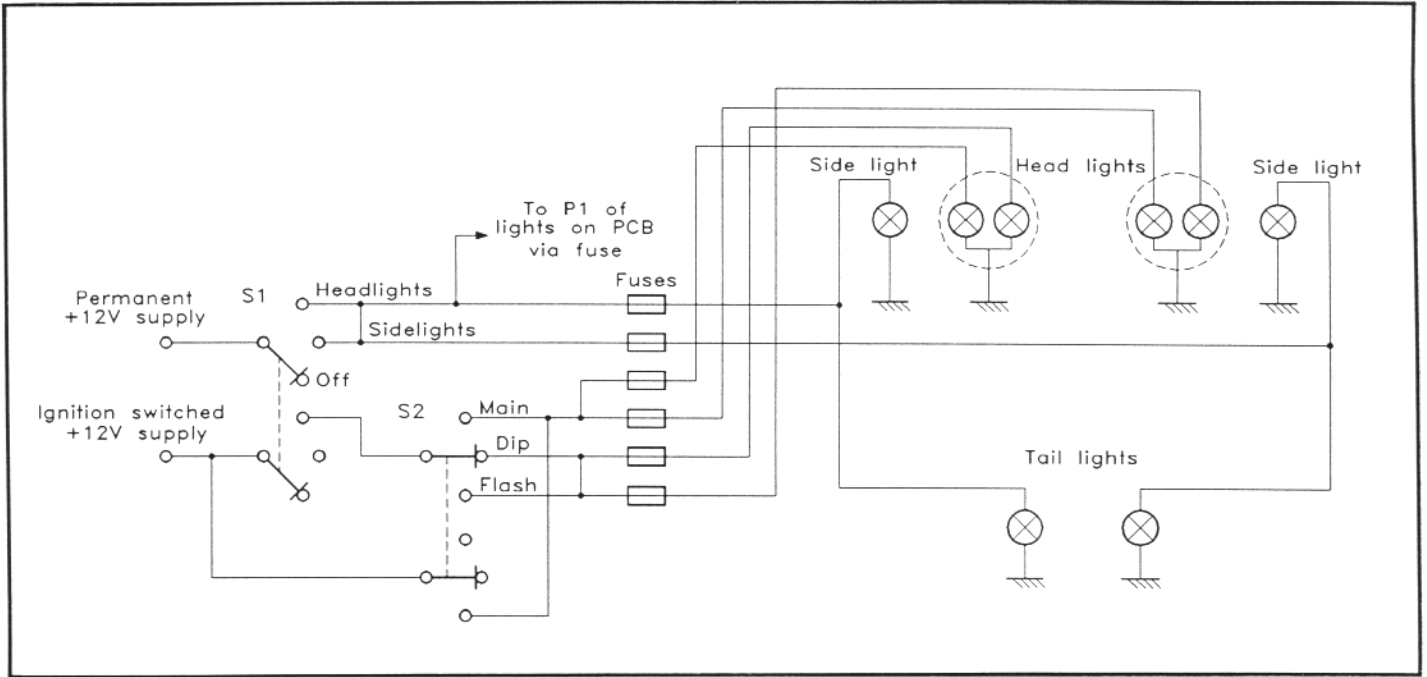 Side light
Head lights
Side light
To P1 of
lights on PCB
via fuse
Fuses
Permanent
+12V supply
S1
Headlights
Sidelights
Off
Ignition switched
+12V supply
S2
Main
Dip
Flash
Tail lights